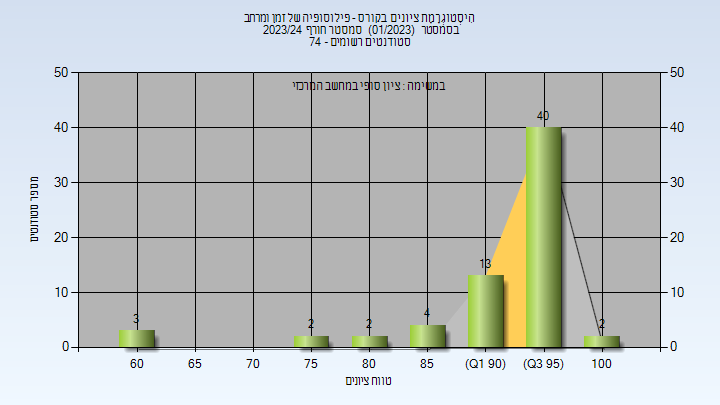 היסטוגרמת ציונים בקורס - פילוסופיה של זמן ומרחב
בסמסטר (01/2023) סמסטר חורף 2023/24
סטודנטים רשומים - 74
במשימה : ציון סופי במחשב המרכזי
50 50
40 40
30 30
20 20
10 10
0 0
3 2 2 4 13 40 2
60 65 70 75 80 85 (Q1 90) (Q3 95) 100
מספר סטודנטים
טווח ציונים